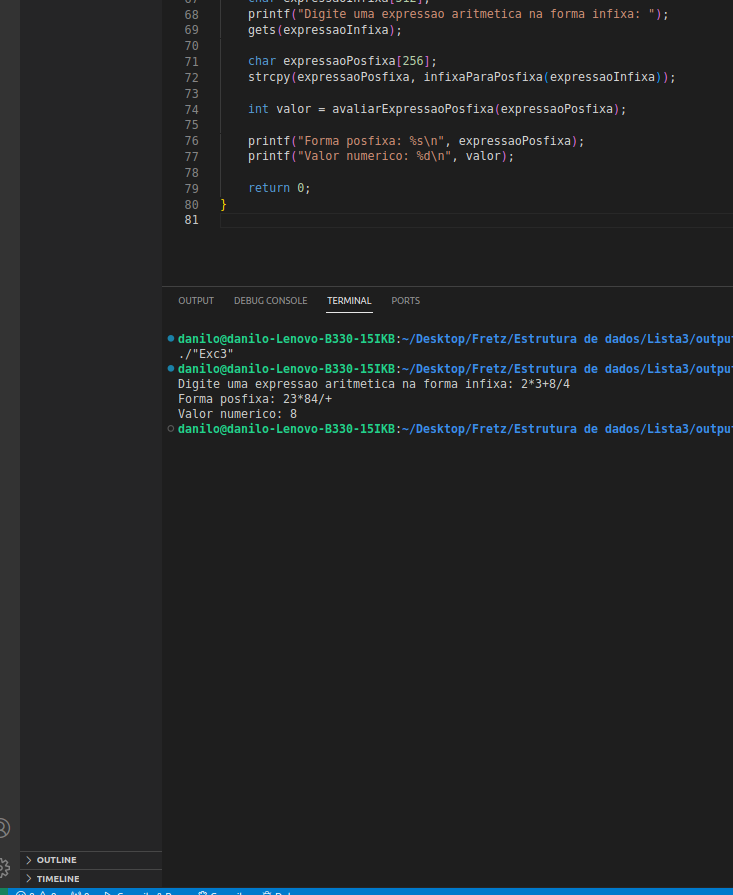 67 char expressaoInfixa[512];
68 printf("Digite uma expressao aritmetica na forma infixa: ");
69 gets(expressaoInfixa);
70
71 char expressaoPosfixa[256];
72 strcpy(expressaoPosfixa, infixaParaPosfixa(expressaoInfixa));
73
74 int valor = avaliarExpressaoPosfixa(expressaoPosfixa);
75
76 printf("Forma posfixa: %s\n", expressaoPosfixa);
77 printf("Valor numerico: %d\n", valor);
78
79 return 0;
80 }
81
OUTPUT DEBUG CONSOLE TERMINAL PORTS
danilo@danilo-Lenovo-B330-15IKB:~/Desktop/Fretz/Estrutura de dados/Lista3/outpu
./"Exc3"
danilo@danilo-Lenovo-B330-15IKB:~/Desktop/Fretz/Estrutura de dados/Lista3/outpu
Digite uma expressao aritmetica na forma infixa: 2*3+8/4
Forma posfixa: 23*84/+
Valor numerico: 8
danilo@danilo-Lenovo-B330-15IKB:~/Desktop/Fretz/Estrutura de dados/Lista3/outpu
OUTLINE
TIMELINE